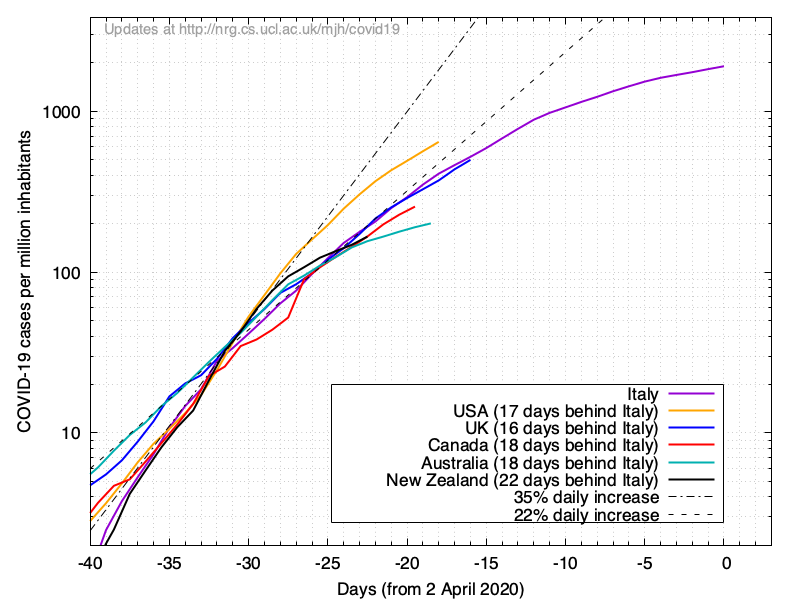 Updates at http://nrg.cs.ucl.ac.uk/mjh/covid19
COVID-19 cases per million inhabitants
1000
100
10
Italy
USA (17 days behind Italy)
UK (16 days behind Italy)
Canada (18 days behind Italy)
Australia (18 days behind Italy)
New Zealand (22 days behind Italy)
35% daily increase
22% daily increase
-40 -35 -30 -25 -20 -15 -10 -5 0
Days (from 2 April 2020)